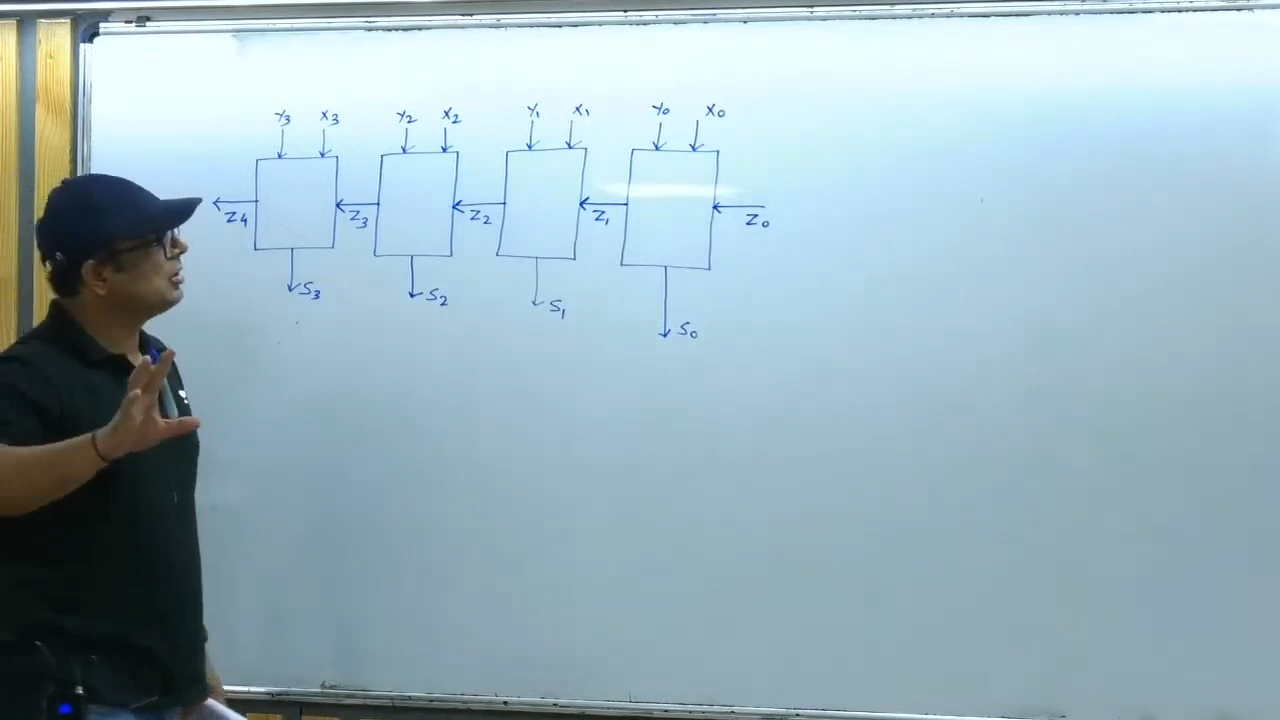 Y₃ X₃ Y₂ X₂ Y₁ X₁ Y₀ X₀
Z₄ Z₃ Z₂ Z₁ Z₀
S₃ S₂ S₁ S₀